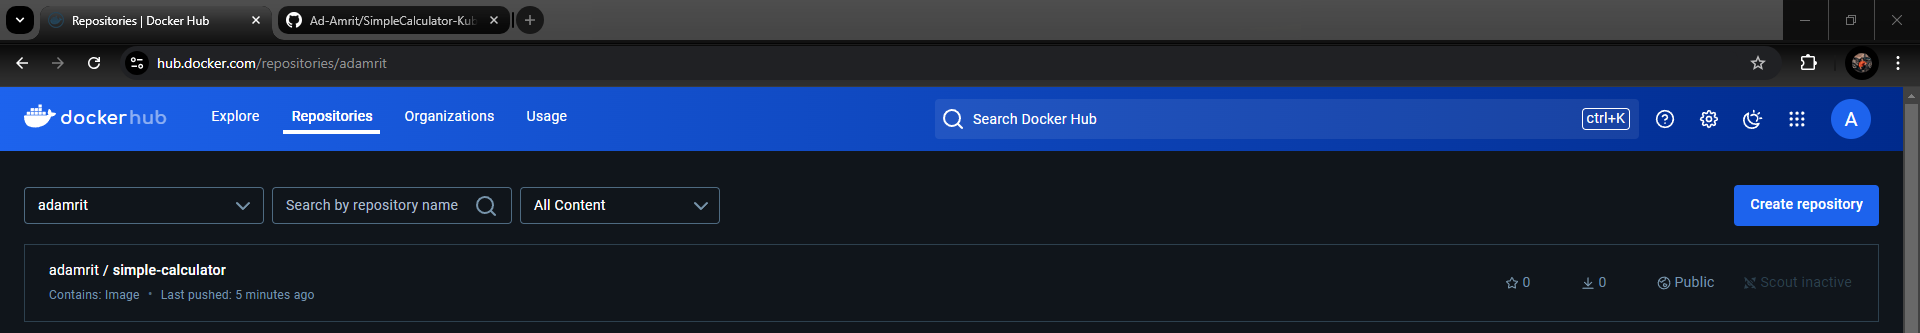 Repositories | Docker Hub
Ad-Amrit/SimpleCalculator-Kub
hub.docker.com/repositories/adamrit
dockerhub Explore Repositories Organizations Usage Search Docker Hub ctrl+K A
adamrit Search by repository name All Content Create repository
adamrit / simple-calculator
0 0 Public Scout inactive
Contains: Image • Last pushed: 5 minutes ago